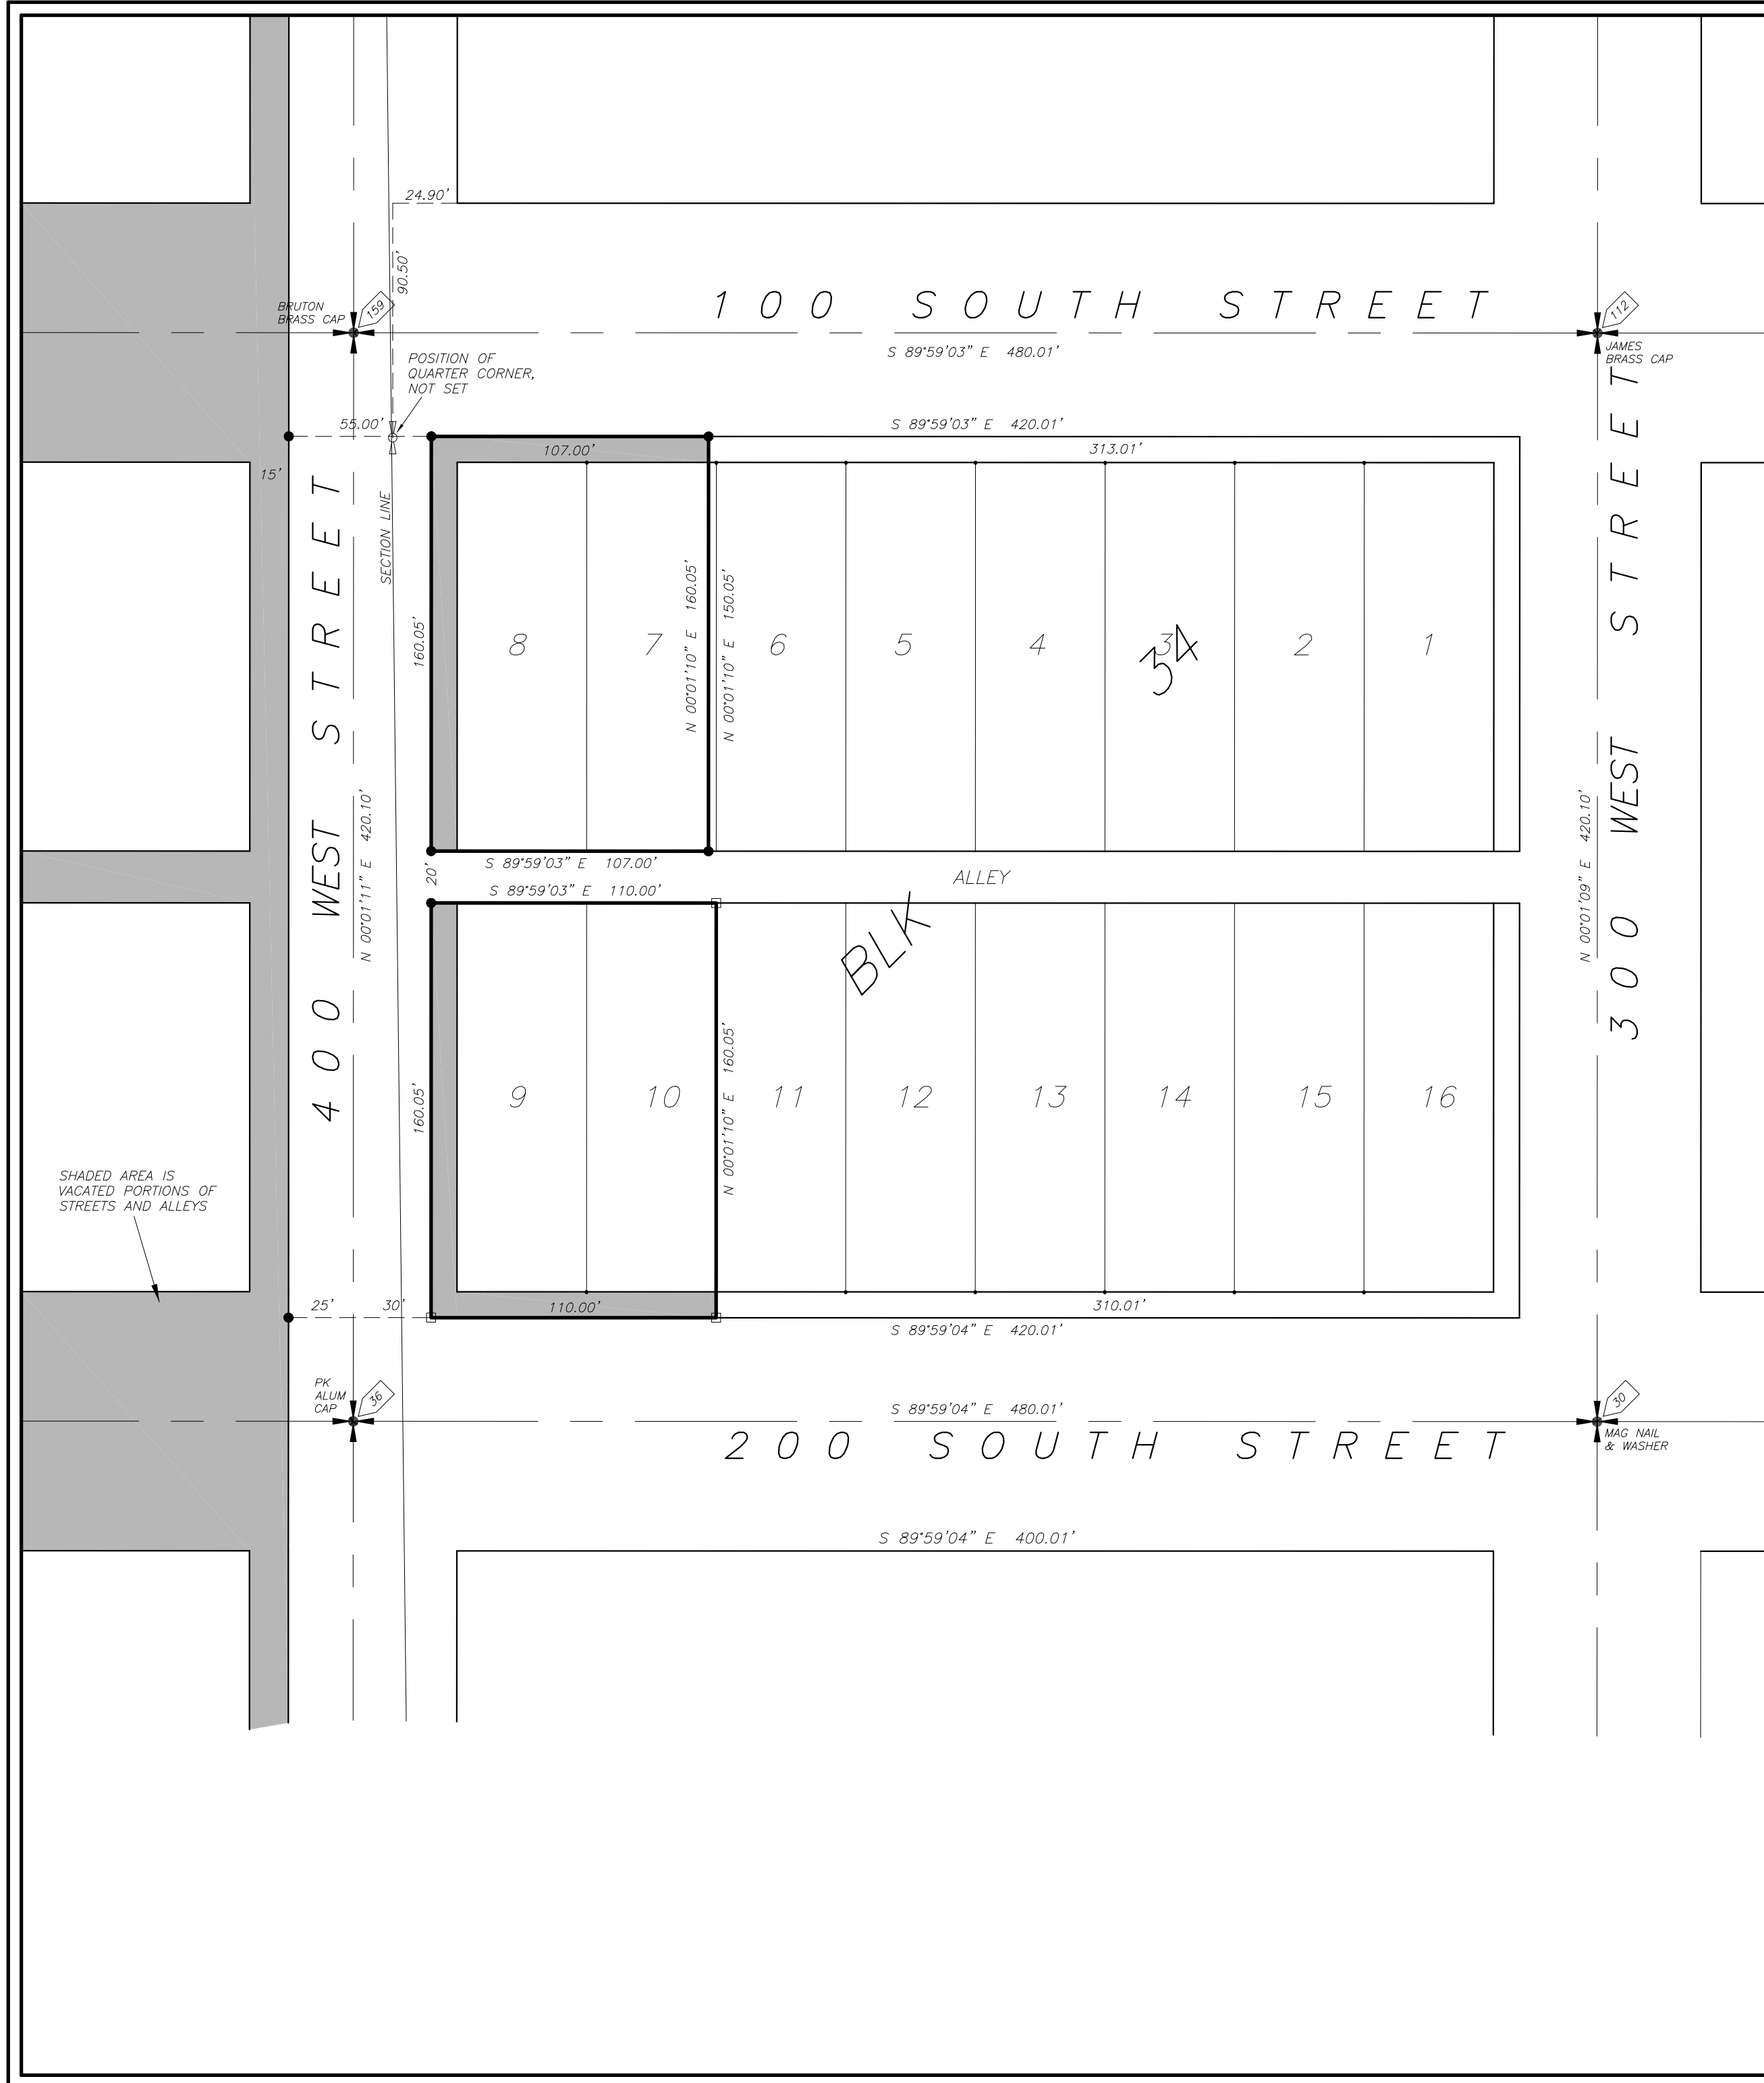 24.90'
90.50'
100 SOUTH STREET
BRUTON
BRASS CAP
159
112
JAMES
BRASS CAP
S 89°59'03" E 480.01'
POSITION OF
QUARTER CORNER,
NOT SET
55.00'
S 89°59'03" E 420.01'
107.00'
313.01'
15'
SECTION LINE
400 WEST STREET
300 WEST STREET
160.05'
N 00°01'10" E 160.05'
N 00°01'10" E 150.05'
8
7
6
5
4
3
2
1
34
N 00°01'11" E 420.10'
N 00°01'09" E 420.10'
S 89°59'03" E 107.00'
20'
ALLEY
S 89°59'03" E 110.00'
BLK
160.05'
N 00°01'10" E 160.05'
9
10
11
12
13
14
15
16
SHADED AREA IS
VACATED PORTIONS OF
STREETS AND ALLEYS
25'
30'
110.00'
310.01'
S 89°59'04" E 420.01'
PK
ALUM
CAP
36
30
MAG NAIL
& WASHER
S 89°59'04" E 480.01'
200 SOUTH STREET
S 89°59'04" E 400.01'